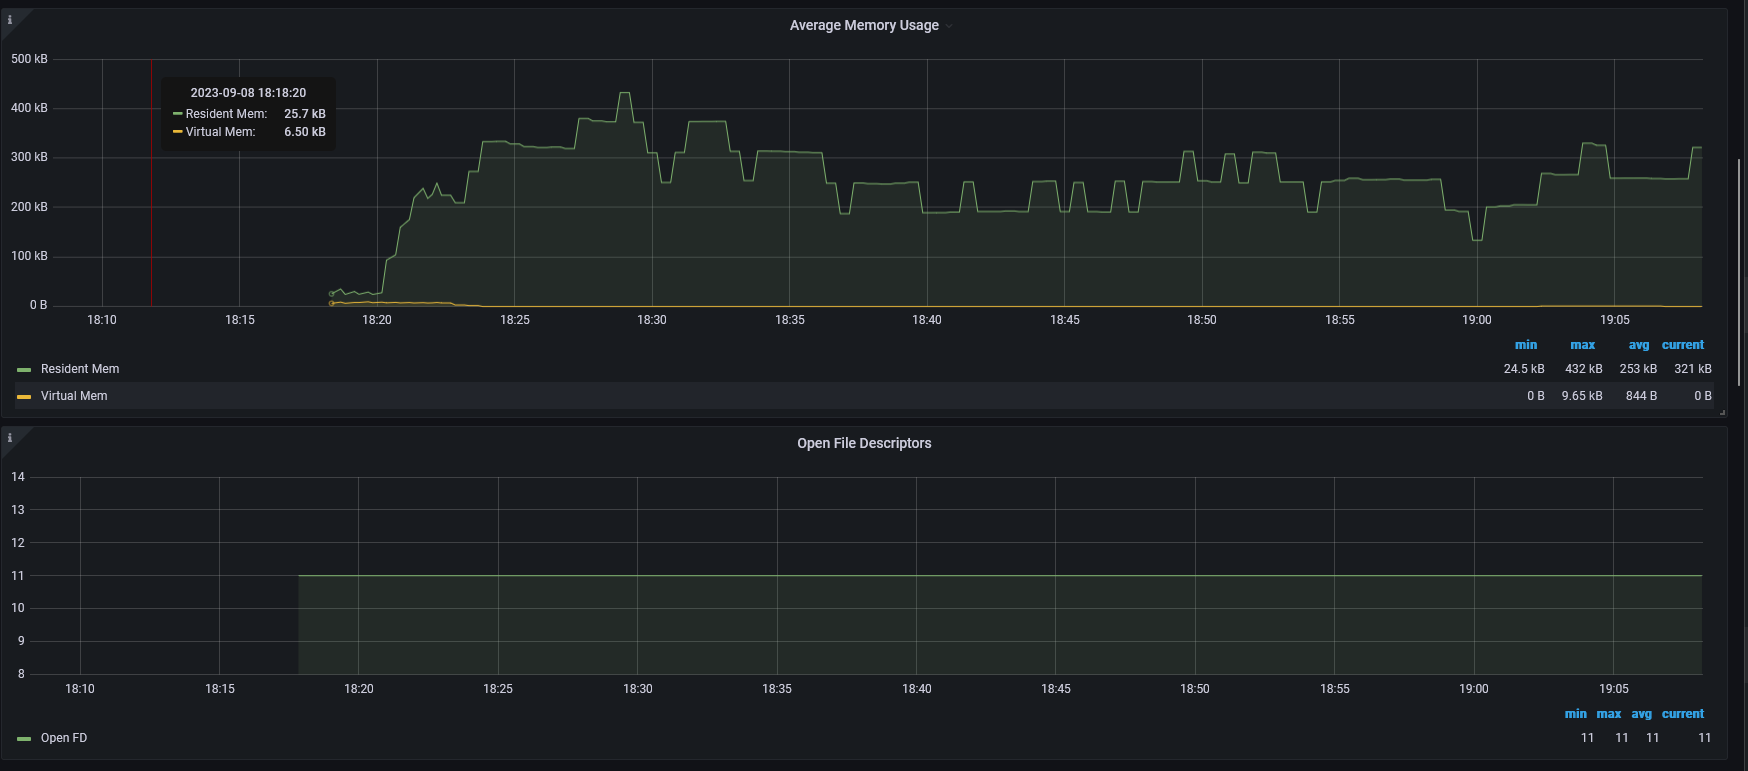 Average Memory Usage
500 kB
400 kB
300 kB
200 kB
100 kB
0 B
2023-09-08 18:18:20
Resident Mem: 25.7 kB
Virtual Mem: 6.50 kB
18:10 18:15 18:20 18:25 18:30 18:35 18:40 18:45 18:50 18:55 19:00 19:05
min max avg current
Resident Mem 24.5 kB 432 kB 253 kB 321 kB
Virtual Mem 0 B 9.65 kB 844 B 0 B
Open File Descriptors
14
13
12
11
10
9
8
18:10 18:15 18:20 18:25 18:30 18:35 18:40 18:45 18:50 18:55 19:00 19:05
min max avg current
Open FD 11 11 11 11